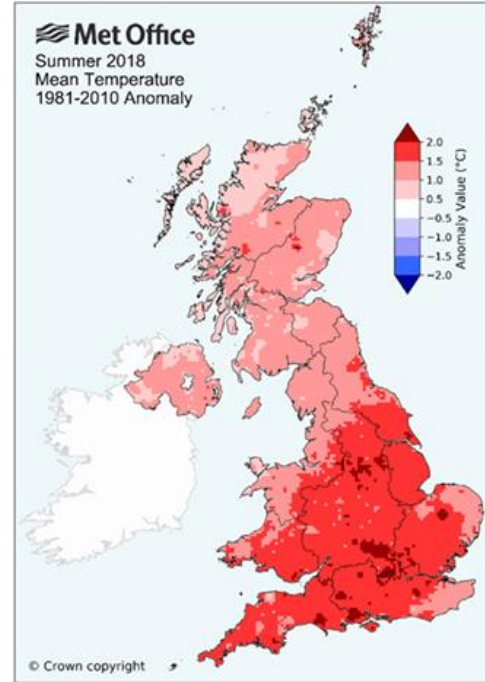 Met Office
Summer 2018
Mean Temperature
1981-2010 Anomaly
2.0
1.5
1.0
0.5
−0.5
−1.0
−1.5
−2.0
Anomaly Value (°C)
© Crown copyright